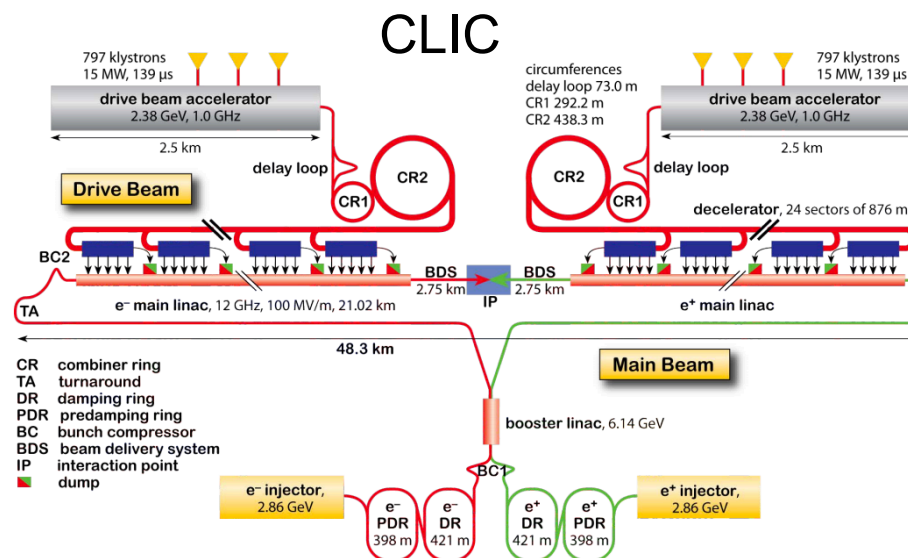 CLIC
797 klystrons
15 MW, 139 µs
drive beam accelerator
2.38 GeV, 1.0 GHz
2.5 km
delay loop
CR1
CR2
Drive Beam
circumferences
delay loop 73.0 m
CR1 292.2 m
CR2 438.3 m
797 klystrons
15 MW, 139 µs
drive beam accelerator
2.38 GeV, 1.0 GHz
2.5 km
delay loop
CR2
CR1
decelerator, 24 sectors of 876 m
BC2
BDS
2.75 km
IP
BDS
2.75 km
TA
e⁻ main linac, 12 GHz, 100 MV/m, 21.02 km
e⁺ main linac
48.3 km
Main Beam
CR combiner ring
TA turnaround
DR damping ring
PDR predamping ring
BC bunch compressor
BDS beam delivery system
IP interaction point
dump
booster linac, 6.14 GeV
BC1
e⁻ injector,
2.86 GeV
e⁻
PDR
398 m
e⁻
DR
421 m
e⁺
DR
421 m
e⁺
PDR
398 m
e⁺ injector,
2.86 GeV